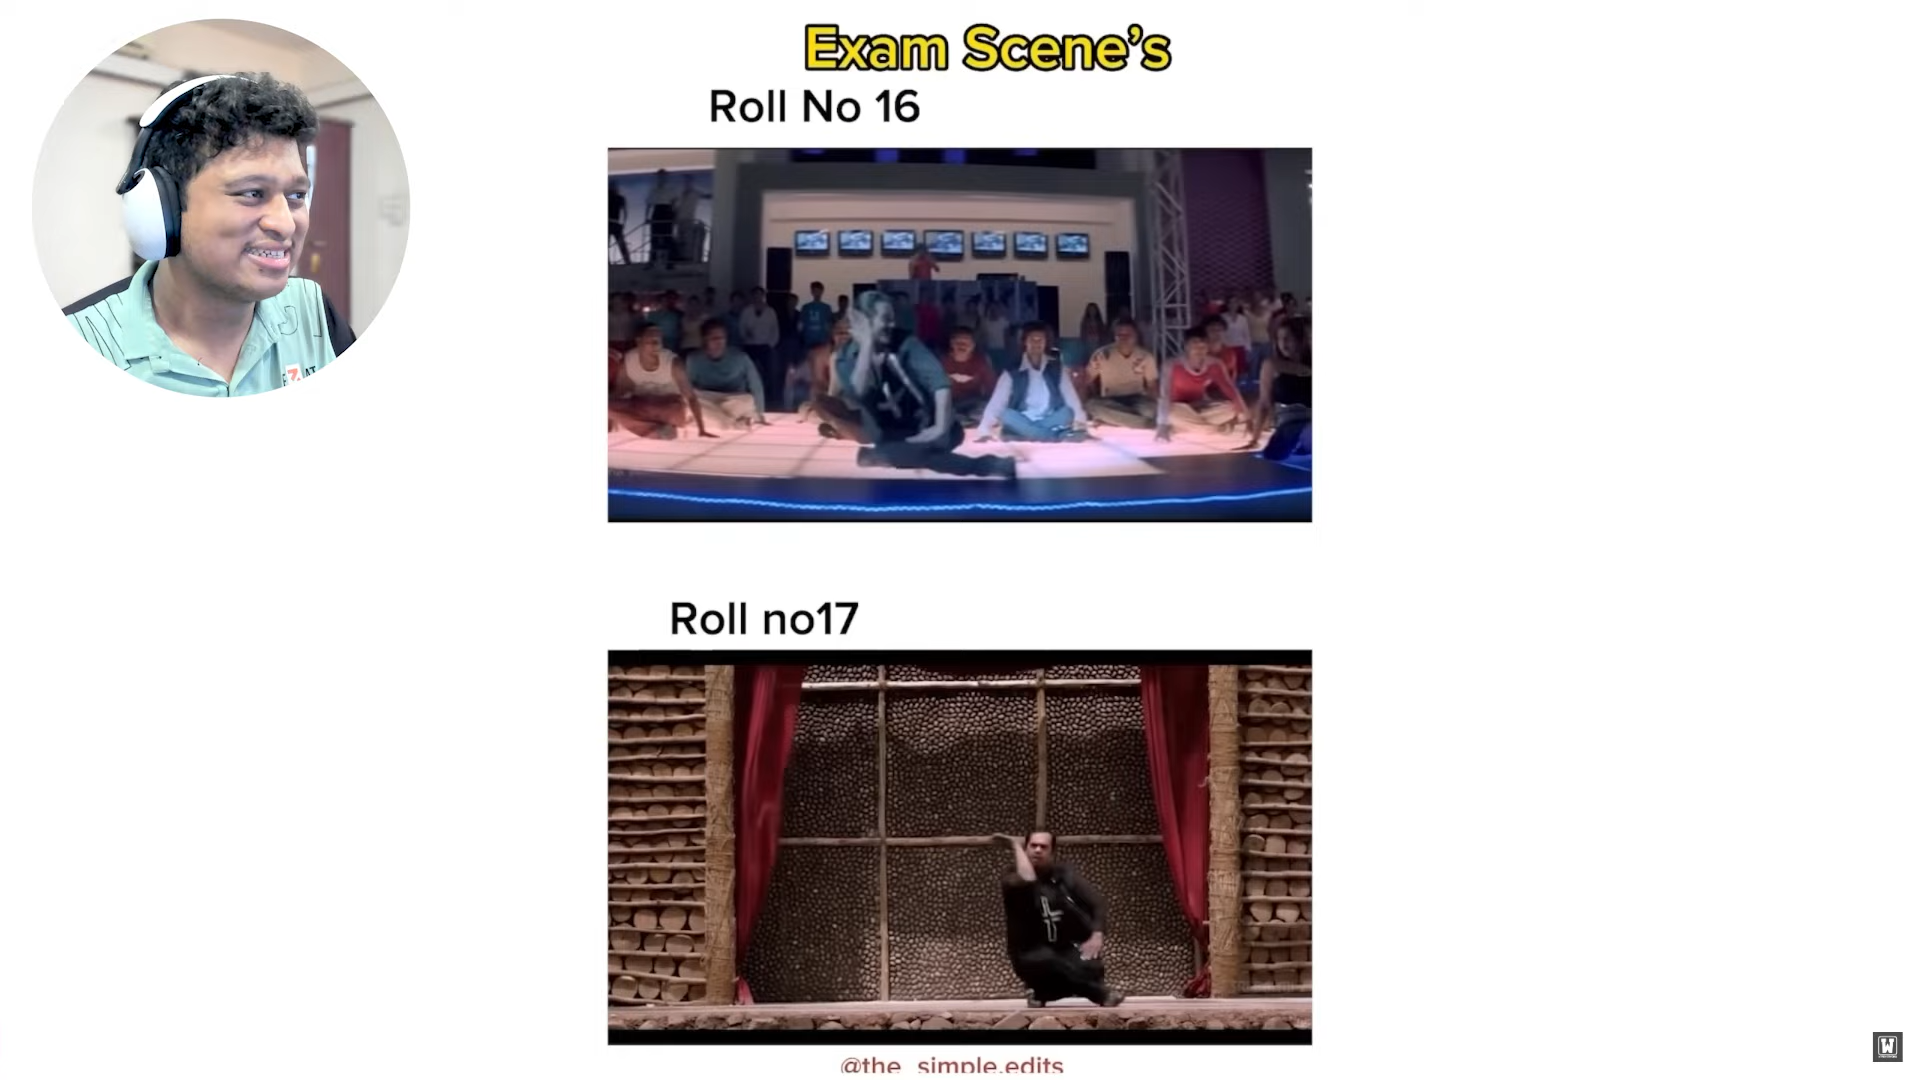 Exam Scene's
Roll No 16
Roll no17
@the_simple.edits
W